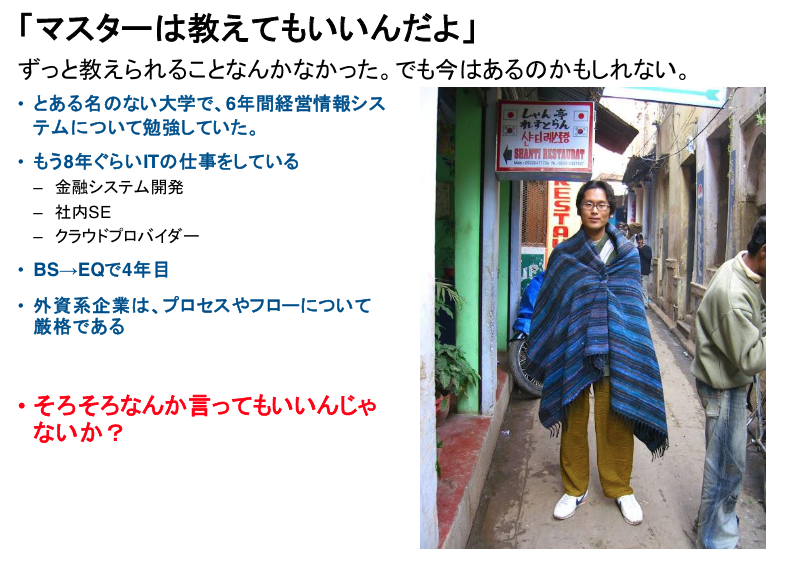 「マスターは教えてもいいんだよ」
ずっと教えられることなんかなかった。でも今はあるのかもしれない。
• とある名のない大学で、6年間経営情報シス
テムについて勉強していた。
• もう8年ぐらいITの仕事をしている
– 金融システム開発
– 社内SE
– クラウドプロバイダー
• BS→EQで4年目
• 外資系企業は、プロセスやフローについて
厳格である
• そろそろなんか言ってもいいんじゃ
ないか？
しゃん亭
れすとらん
SHANTI RESTAURAT
RESTAU